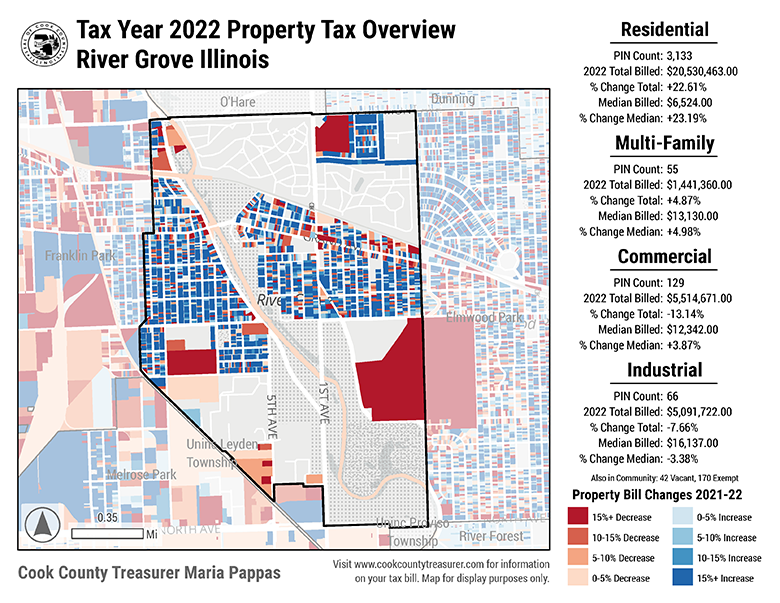 Tax Year 2022 Property Tax Overview
River Grove Illinois
O'Hare
Dunning
Franklin Park
Elmwood Park
5TH AVE
1ST AVE
Uninc Leyden
Township
Melrose Park
0.35
Mi
NORTH AVE
Uninc Proviso
Township
River Forest
Cook County Treasurer Maria Pappas
Visit www.cookcountytreasurer.com for information
on your tax bill. Map for display purposes only.
Residential
PIN Count: 3,133
2022 Total Billed: $20,530,463.00
% Change Total: +22.61%
Median Billed: $6,524.00
% Change Median: +23.19%
Multi-Family
PIN Count: 55
2022 Total Billed: $1,441,360.00
% Change Total: +4.87%
Median Billed: $13,130.00
% Change Median: +4.98%
Commercial
PIN Count: 129
2022 Total Billed: $5,514,671.00
% Change Total: -13.14%
Median Billed: $12,342.00
% Change Median: +3.87%
Industrial
PIN Count: 66
2022 Total Billed: $5,091,722.00
% Change Total: -7.66%
Median Billed: $16,137.00
% Change Median: -3.38%
Also in Community: 42 Vacant, 170 Exempt
Property Bill Changes 2021-22
15%+ Decrease
10-15% Decrease
5-10% Decrease
0-5% Decrease
0-5% Increase
5-10% Increase
10-15% Increase
15%+ Increase